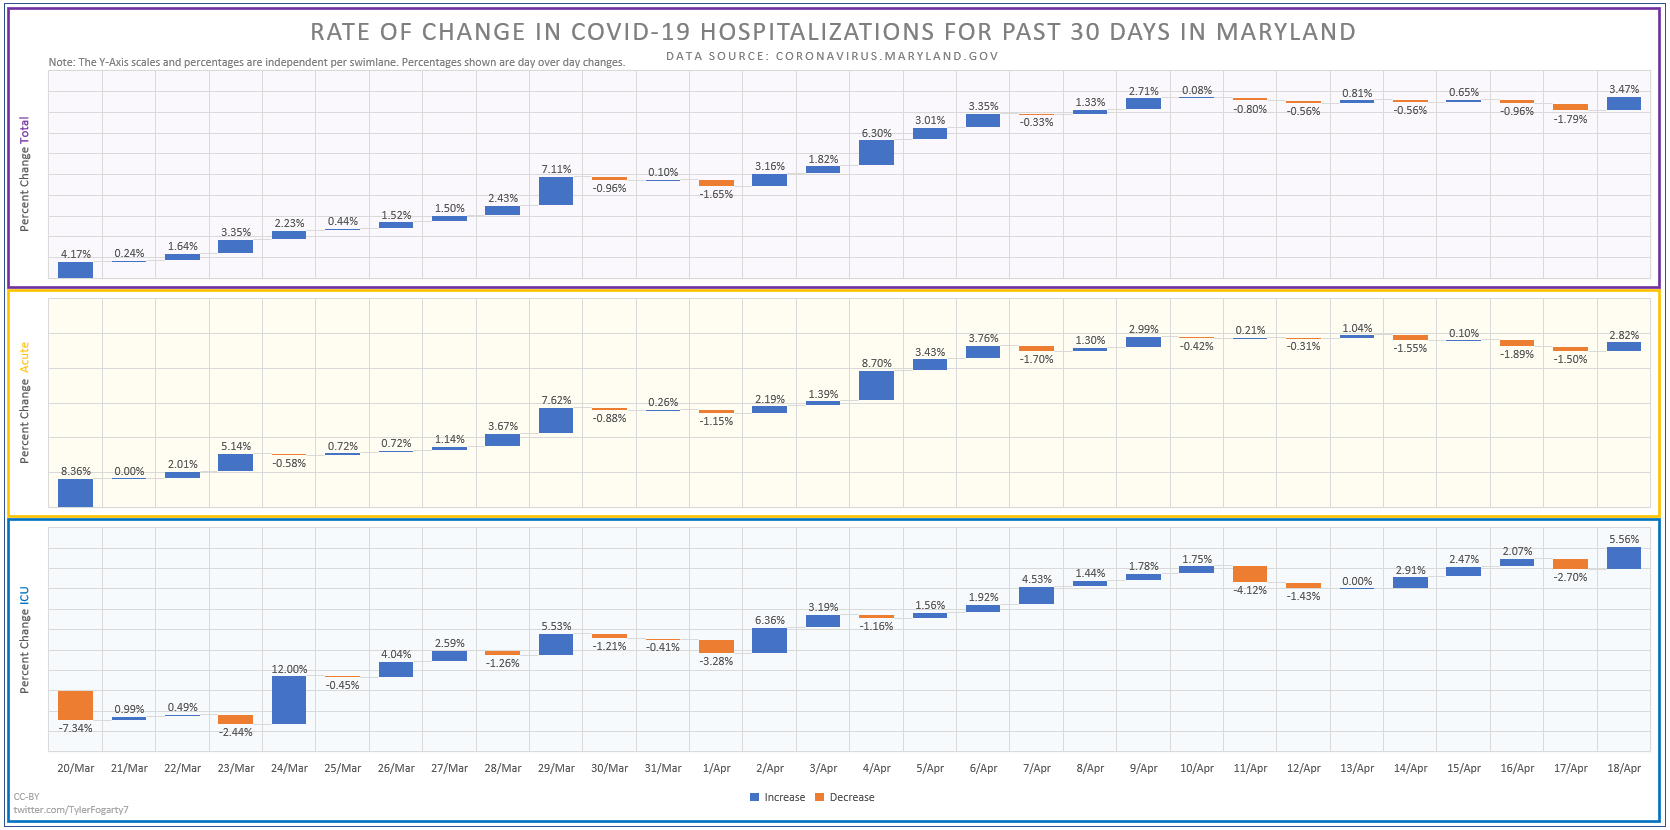 RATE OF CHANGE IN COVID-19 HOSPITALIZATIONS FOR PAST 30 DAYS IN MARYLAND
DATA SOURCE: CORONAVIRUS.MARYLAND.GOV
Note: The Y-Axis scales and percentages are independent per swimlane. Percentages shown are day over day changes.
Percent Change Total
4.17% 0.24% 1.64% 3.35% 2.23% 0.44% 1.52% 1.50% 2.43% 7.11% -0.96% 0.10% -1.65% 3.16% 1.82% 6.30% 3.01% 3.35% -0.33% 1.33% 2.71% 0.08% -0.80% -0.56% 0.81% -0.56% 0.65% -0.96% -1.79% 3.47%
Percent Change Acute
8.36% 0.00% 2.01% 5.14% -0.58% 0.72% 0.72% 1.14% 3.67% 7.62% -0.88% 0.26% -1.15% 2.19% 1.39% 8.70% 3.43% 3.76% -1.70% 1.30% 2.99% -0.42% 0.21% -0.31% 1.04% -1.55% 0.10% -1.89% -1.50% 2.82%
Percent Change ICU
-7.34% 0.99% 0.49% -2.44% 12.00% -0.45% 4.04% 2.59% -1.26% 5.53% -1.21% -0.41% -3.28% 6.36% 3.19% -1.16% 1.56% 1.92% 4.53% 1.44% 1.78% 1.75% -4.12% -1.43% 0.00% 2.91% 2.47% 2.07% -2.70% 5.56%
20/Mar 21/Mar 22/Mar 23/Mar 24/Mar 25/Mar 26/Mar 27/Mar 28/Mar 29/Mar 30/Mar 31/Mar 1/Apr 2/Apr 3/Apr 4/Apr 5/Apr 6/Apr 7/Apr 8/Apr 9/Apr 10/Apr 11/Apr 12/Apr 13/Apr 14/Apr 15/Apr 16/Apr 17/Apr 18/Apr
Increase Decrease
CC-BY
twitter.com/TylerFogarty7